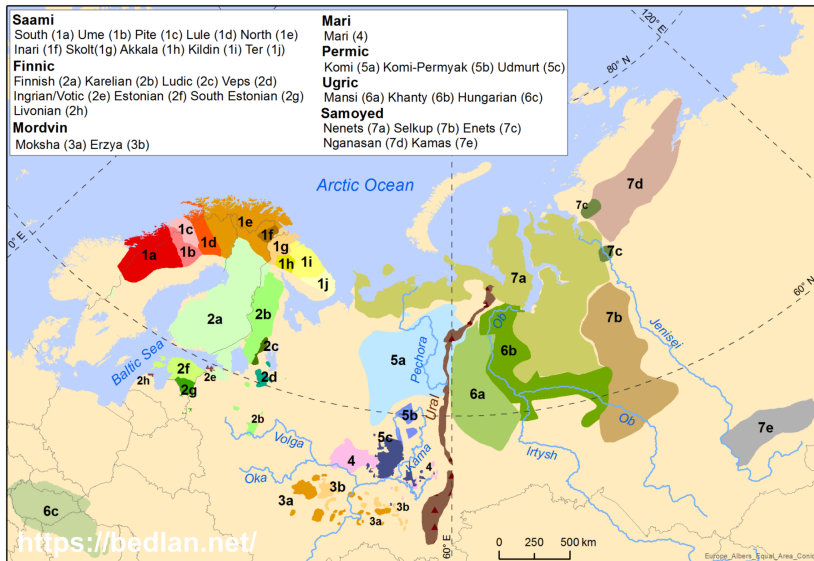 Saami
South (1a) Ume (1b) Pite (1c) Lule (1d) North (1e)
Inari (1f) Skolt(1g) Akkala (1h) Kildin (1i) Ter (1j)
Finnic
Finnish (2a) Karelian (2b) Ludic (2c) Veps (2d)
Ingrian/Votic (2e) Estonian (2f) South Estonian (2g)
Livonian (2h)
Mordvin
Moksha (3a) Erzya (3b)
Mari
Mari (4)
Permic
Komi (5a) Komi-Permyak (5b) Udmurt (5c)
Ugric
Mansi (6a) Khanty (6b) Hungarian (6c)
Samoyed
Nenets (7a) Selkup (7b) Enets (7c)
Nganasan (7d) Kamas (7e)
120° E
80° N
Arctic Ocean
0° E
60° N
1a
1b
1c
1d
1e
1f
1g
1h
1i
1j
2a
2b
2c
2d
2e
2f
2g
2h
2b
Baltic Sea
7a
7b
7c
7c
7d
7e
Jenisej
Ob
Ob
Irtysh
6a
6b
5a
Pechora
Ural
5b
5c
Kama
4
4
Volga
Oka
3a
3b
3a
3b
6c
60° E
0 250 500 km
https://bedlan.net/
Europe_Albers_Equal_Area_Conic